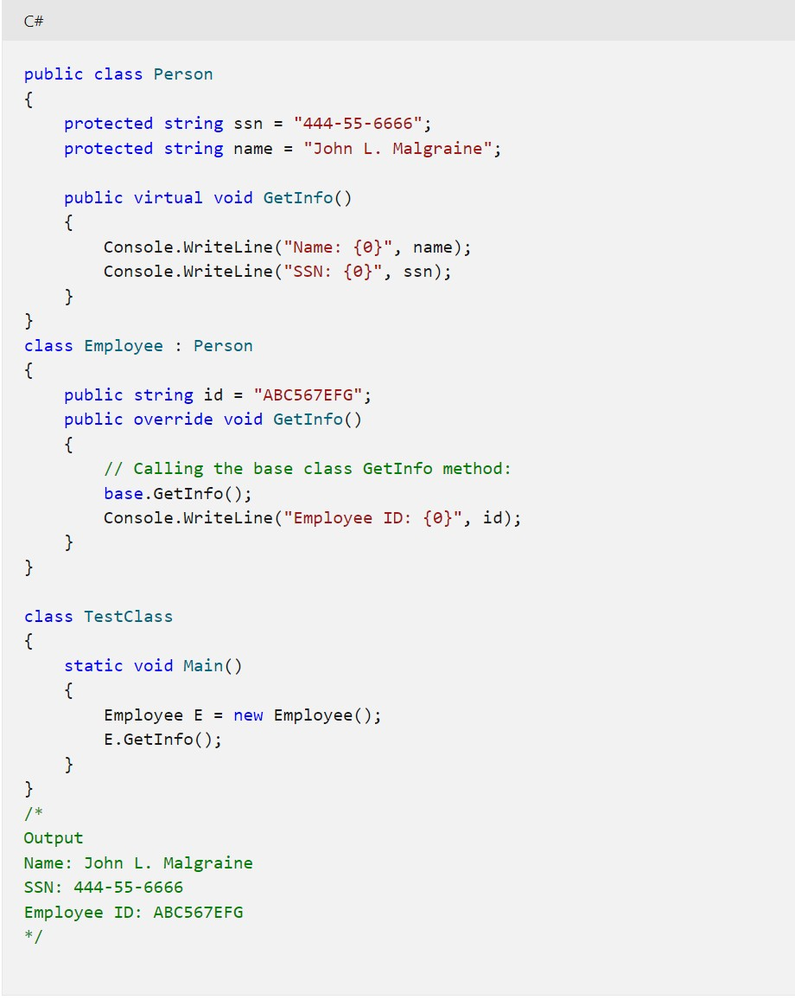 C#
public class Person
{
    protected string ssn = "444-55-6666";
    protected string name = "John L. Malgraine";

    public virtual void GetInfo()
    {
        Console.WriteLine("Name: {0}", name);
        Console.WriteLine("SSN: {0}", ssn);
    }
}
class Employee : Person
{
    public string id = "ABC567EFG";
    public override void GetInfo()
    {
        // Calling the base class GetInfo method:
        base.GetInfo();
        Console.WriteLine("Employee ID: {0}", id);
    }
}

class TestClass
{
    static void Main()
    {
        Employee E = new Employee();
        E.GetInfo();
    }
}
/*
Output
Name: John L. Malgraine
SSN: 444-55-6666
Employee ID: ABC567EFG
*/